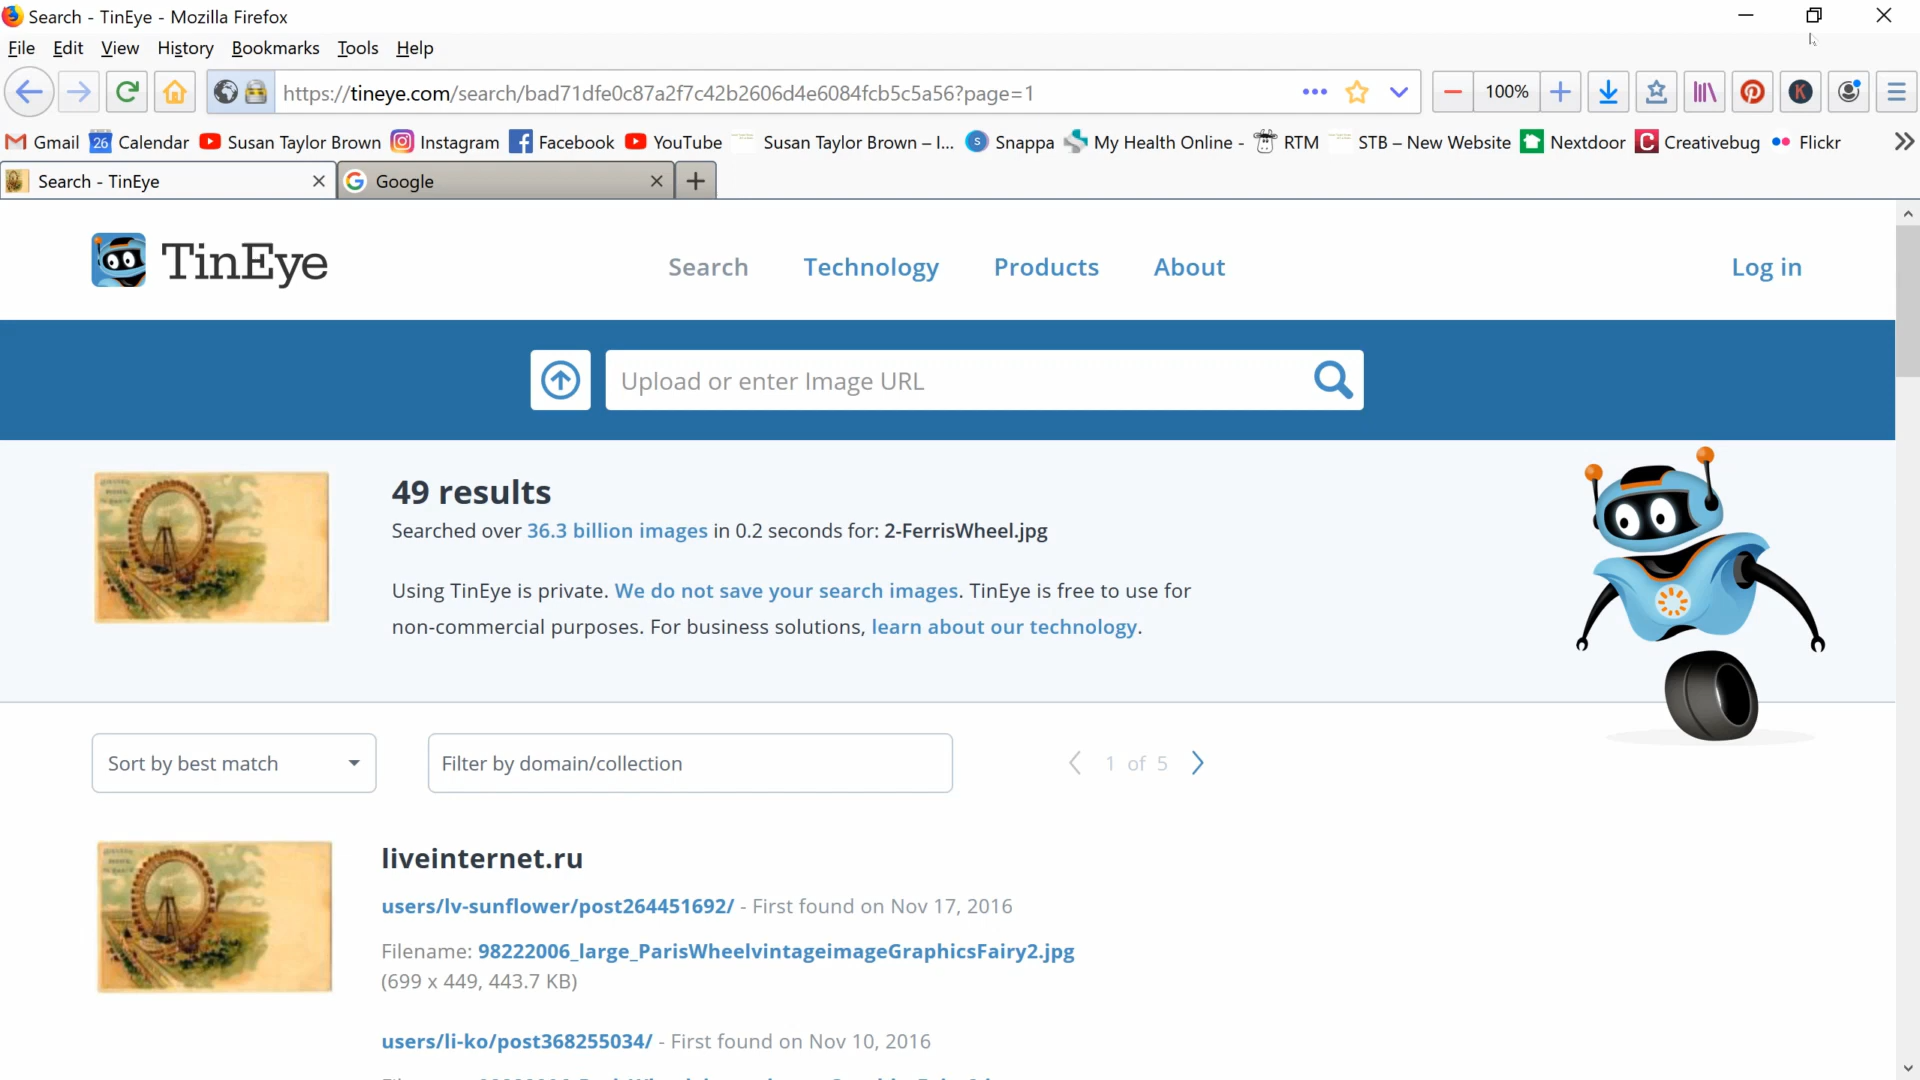 Search - TinEye - Mozilla Firefox
File Edit View History Bookmarks Tools Help
https://tineye.com/search/bad71dfe0c87a2f7c42b2606d4e6084fcb5c5a56?page=1
100%
Gmail 26 Calendar Susan Taylor Brown Instagram Facebook YouTube Susan Taylor Brown – I... Snappa My Health Online - RTM STB – New Website Nextdoor Creativebug Flickr
Search - TinEye Google
TinEye Search Technology Products About Log in
Upload or enter Image URL
49 results
Searched over 36.3 billion images in 0.2 seconds for: 2-FerrisWheel.jpg
Using TinEye is private. We do not save your search images. TinEye is free to use for
non-commercial purposes. For business solutions, learn about our technology.
Sort by best match Filter by domain/collection 1 of 5
liveinternet.ru
users/lv-sunflower/post264451692/ - First found on Nov 17, 2016
Filename: 98222006_large_ParisWheelvintageimageGraphicsFairy2.jpg
(699 x 449, 443.7 KB)
users/li-ko/post368255034/ - First found on Nov 10, 2016